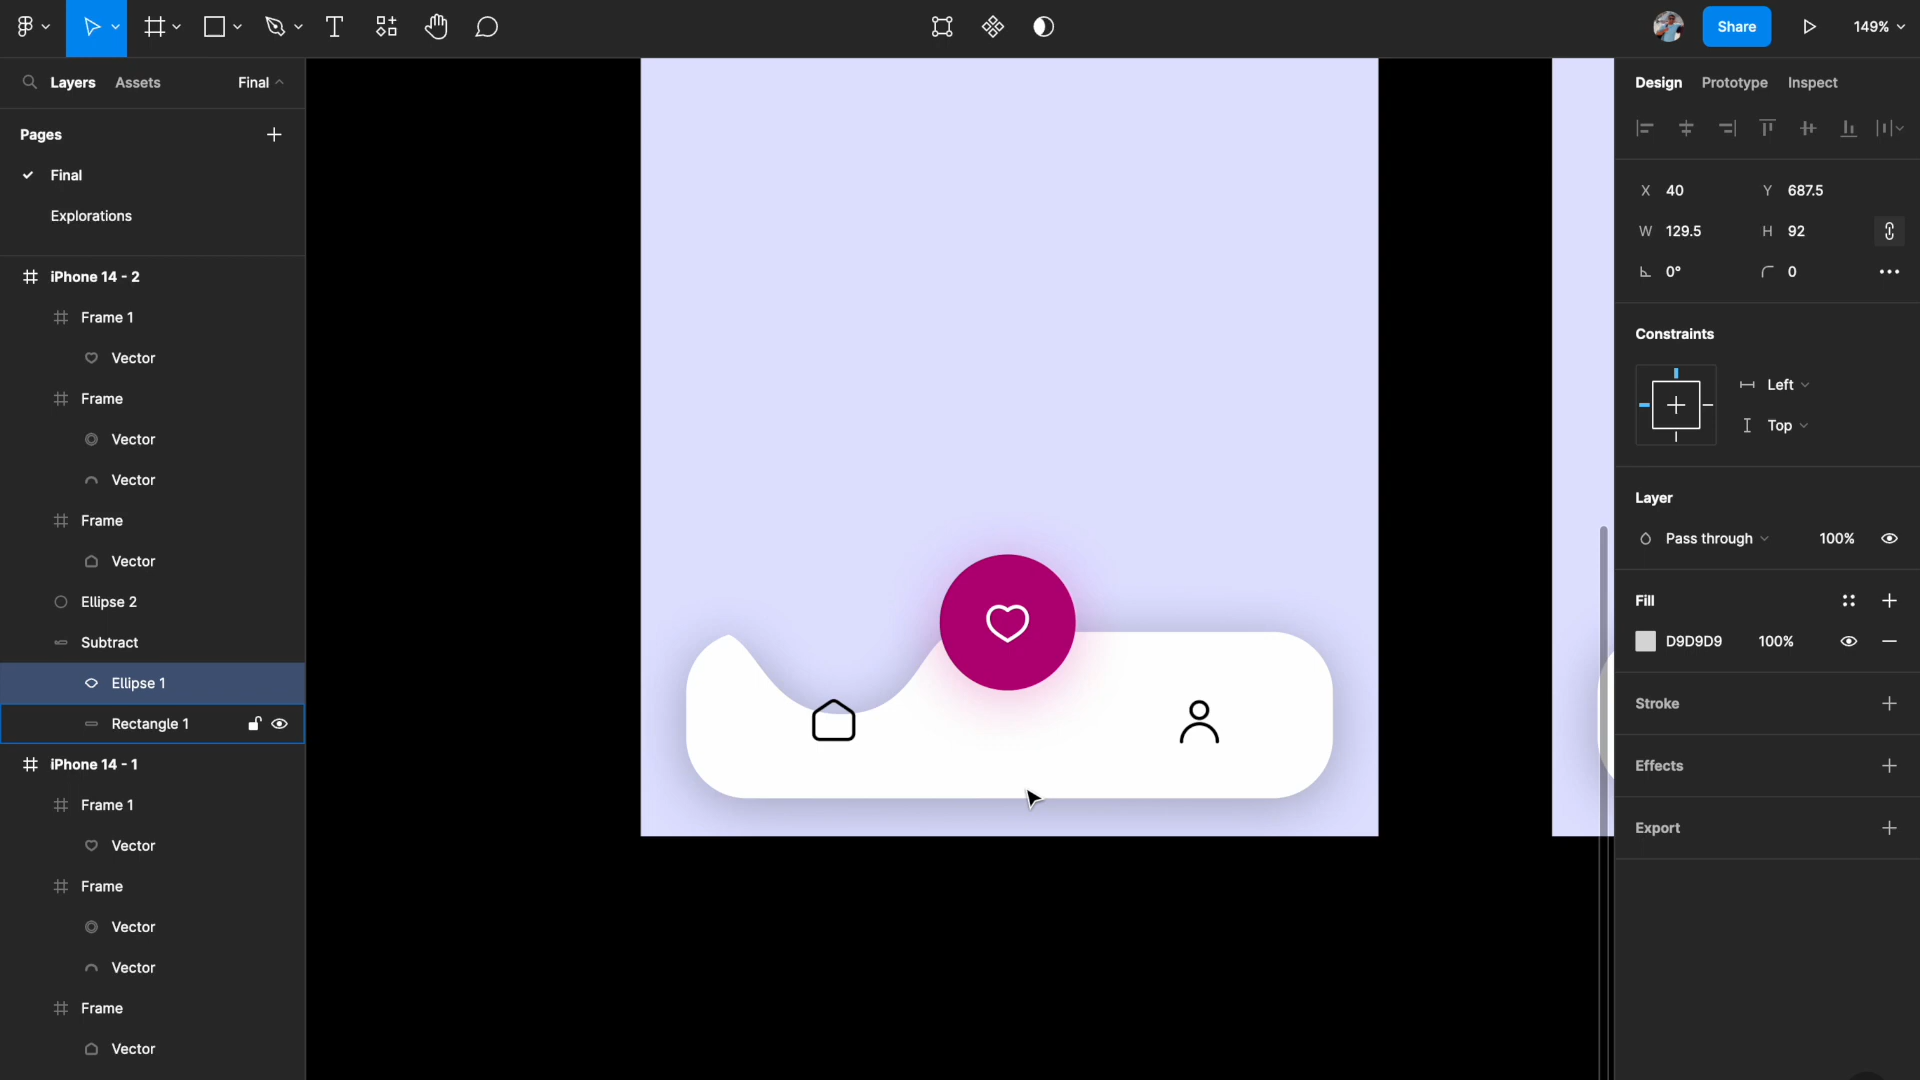 Share
149%
Layers
Assets
Final
Pages
Final
Explorations
iPhone 14 - 2
Frame 1
Vector
Frame
Vector
Vector
Frame
Vector
Ellipse 2
Subtract
Ellipse 1
Rectangle 1
iPhone 14 - 1
Frame 1
Vector
Frame
Vector
Vector
Frame
Vector
Design
Prototype
Inspect
X 40
Y 687.5
W 129.5
H 92
0°
0
Constraints
Left
Top
Layer
Pass through
100%
Fill
D9D9D9
100%
Stroke
Effects
Export